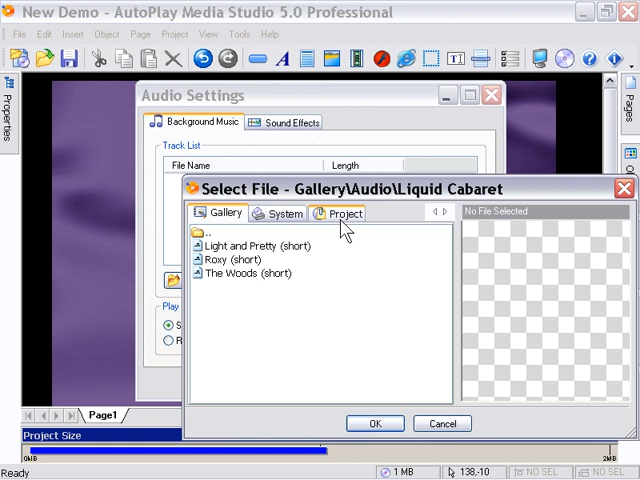 New Demo - AutoPlay Media Studio 5.0 Professional
File Edit Insert Object Page Project View Tools Help
Properties
Pages
Audio Settings
Background Music Sound Effects
Track List
File Name Length
Select File - Gallery\Audio\Liquid Cabaret
Gallery System Project
No File Selected
..
Light and Pretty (short)
Roxy (short)
The Woods (short)
Play
OK Cancel
Page1
Project Size
0MB 2MB
Ready 1 MB 138,-10 NO SEL NO SEL